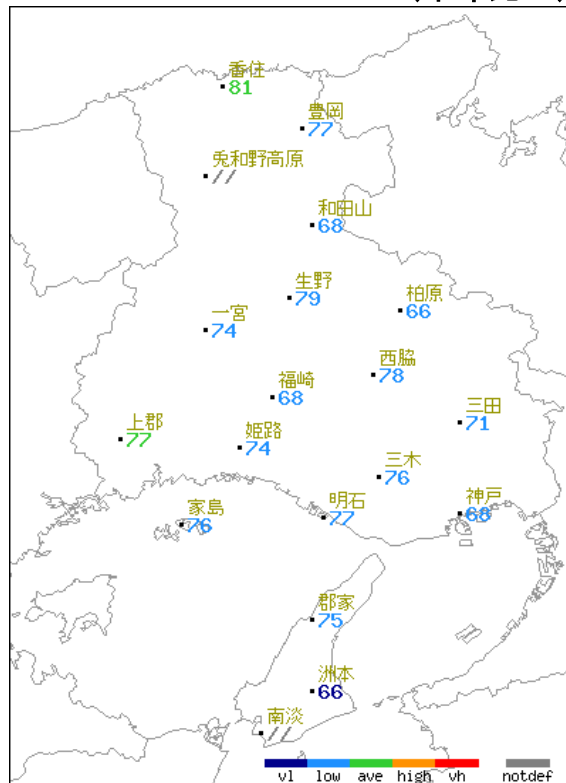 香住
81
豊岡
77
兎和野高原
//
和田山
68
生野
79
柏原
66
一宮
74
西脇
78
福崎
68
三田
71
上郡
77
姫路
74
三木
76
神戸
68
明石
77
家島
76
郡家
75
洲本
66
南淡
//
vl low ave high vh notdef